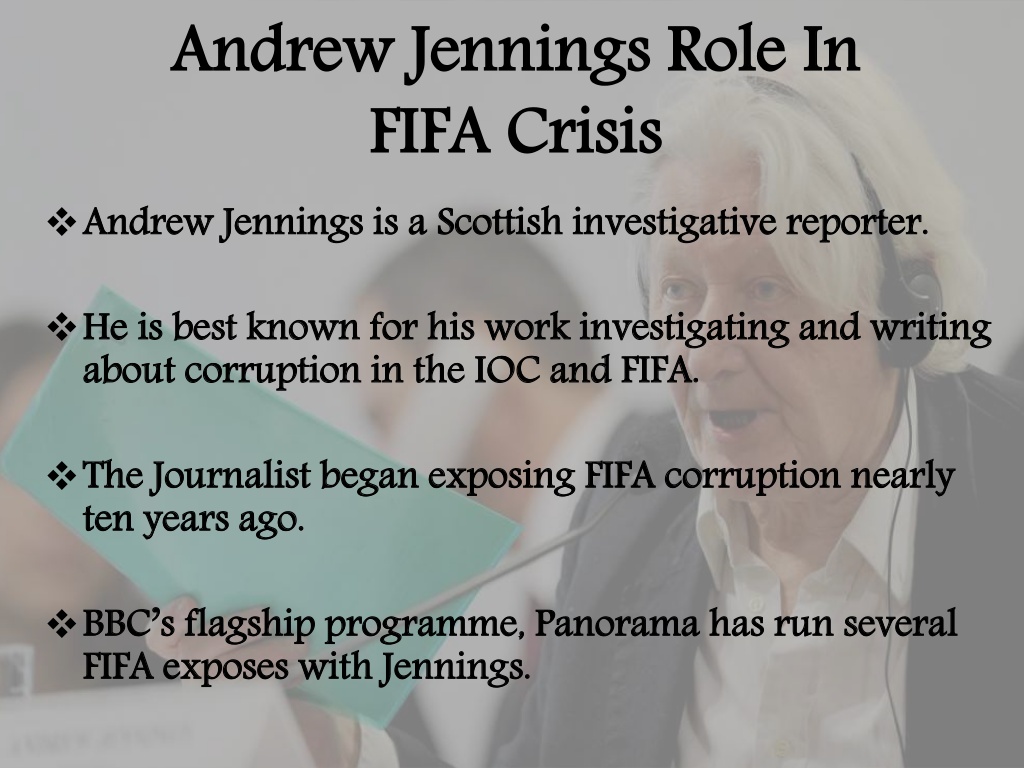 Andrew Jennings Role In
FIFA Crisis
❖Andrew Jennings is a Scottish investigative reporter.
❖He is best known for his work investigating and writing
about corruption in the IOC and FIFA.
❖The Journalist began exposing FIFA corruption nearly
ten years ago.
❖BBC’s flagship programme, Panorama has run several
FIFA exposes with Jennings.